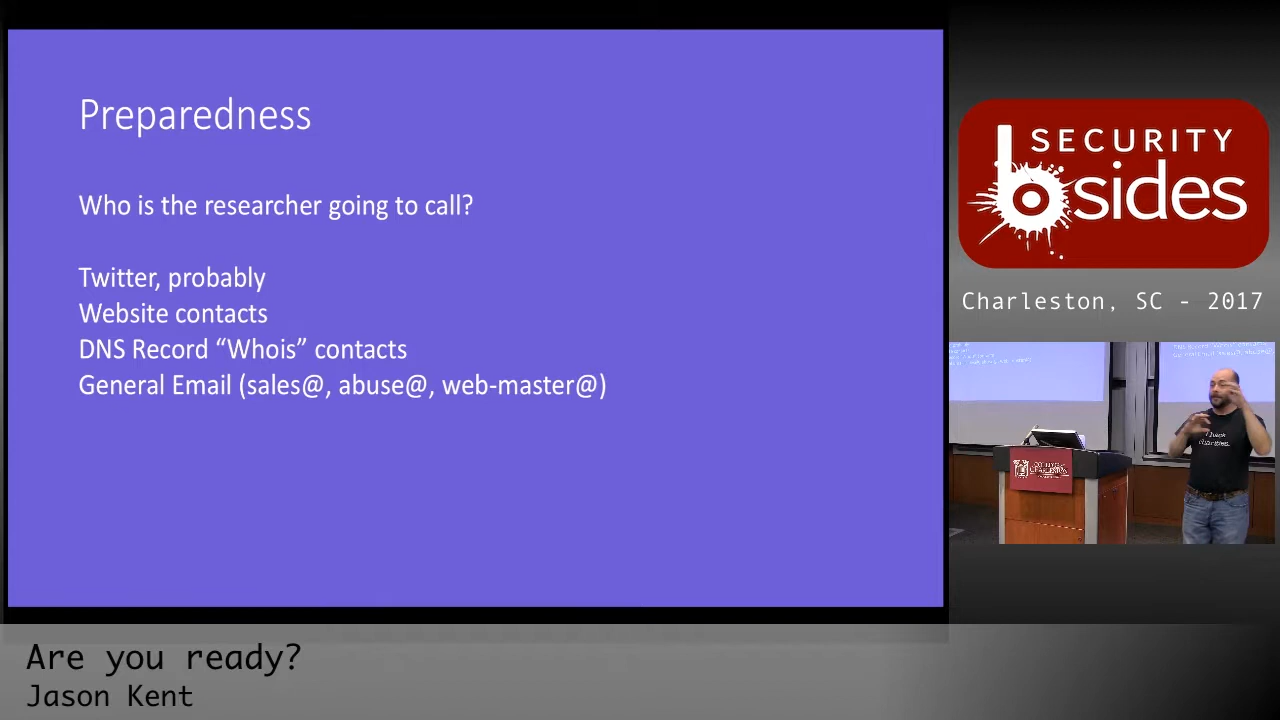 Preparedness
Who is the researcher going to call?
Twitter, probably
Website contacts
DNS Record “Whois” contacts
General Email (sales@, abuse@, web-master@)
SECURITY
bsides
Charleston, SC - 2017
Are you ready?
Jason Kent